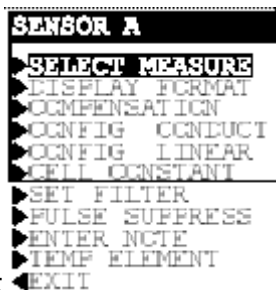 SENSOR A
SELECT MEASURE
DISPLAY FORMAT
COMPENSATION
CONFIG CONDUCT
CONFIG LINEAR
CELL CONSTANT
SET FILTER
PULSE SUPPRESS
ENTER NOTE
TEMP ELEMENT
EXIT